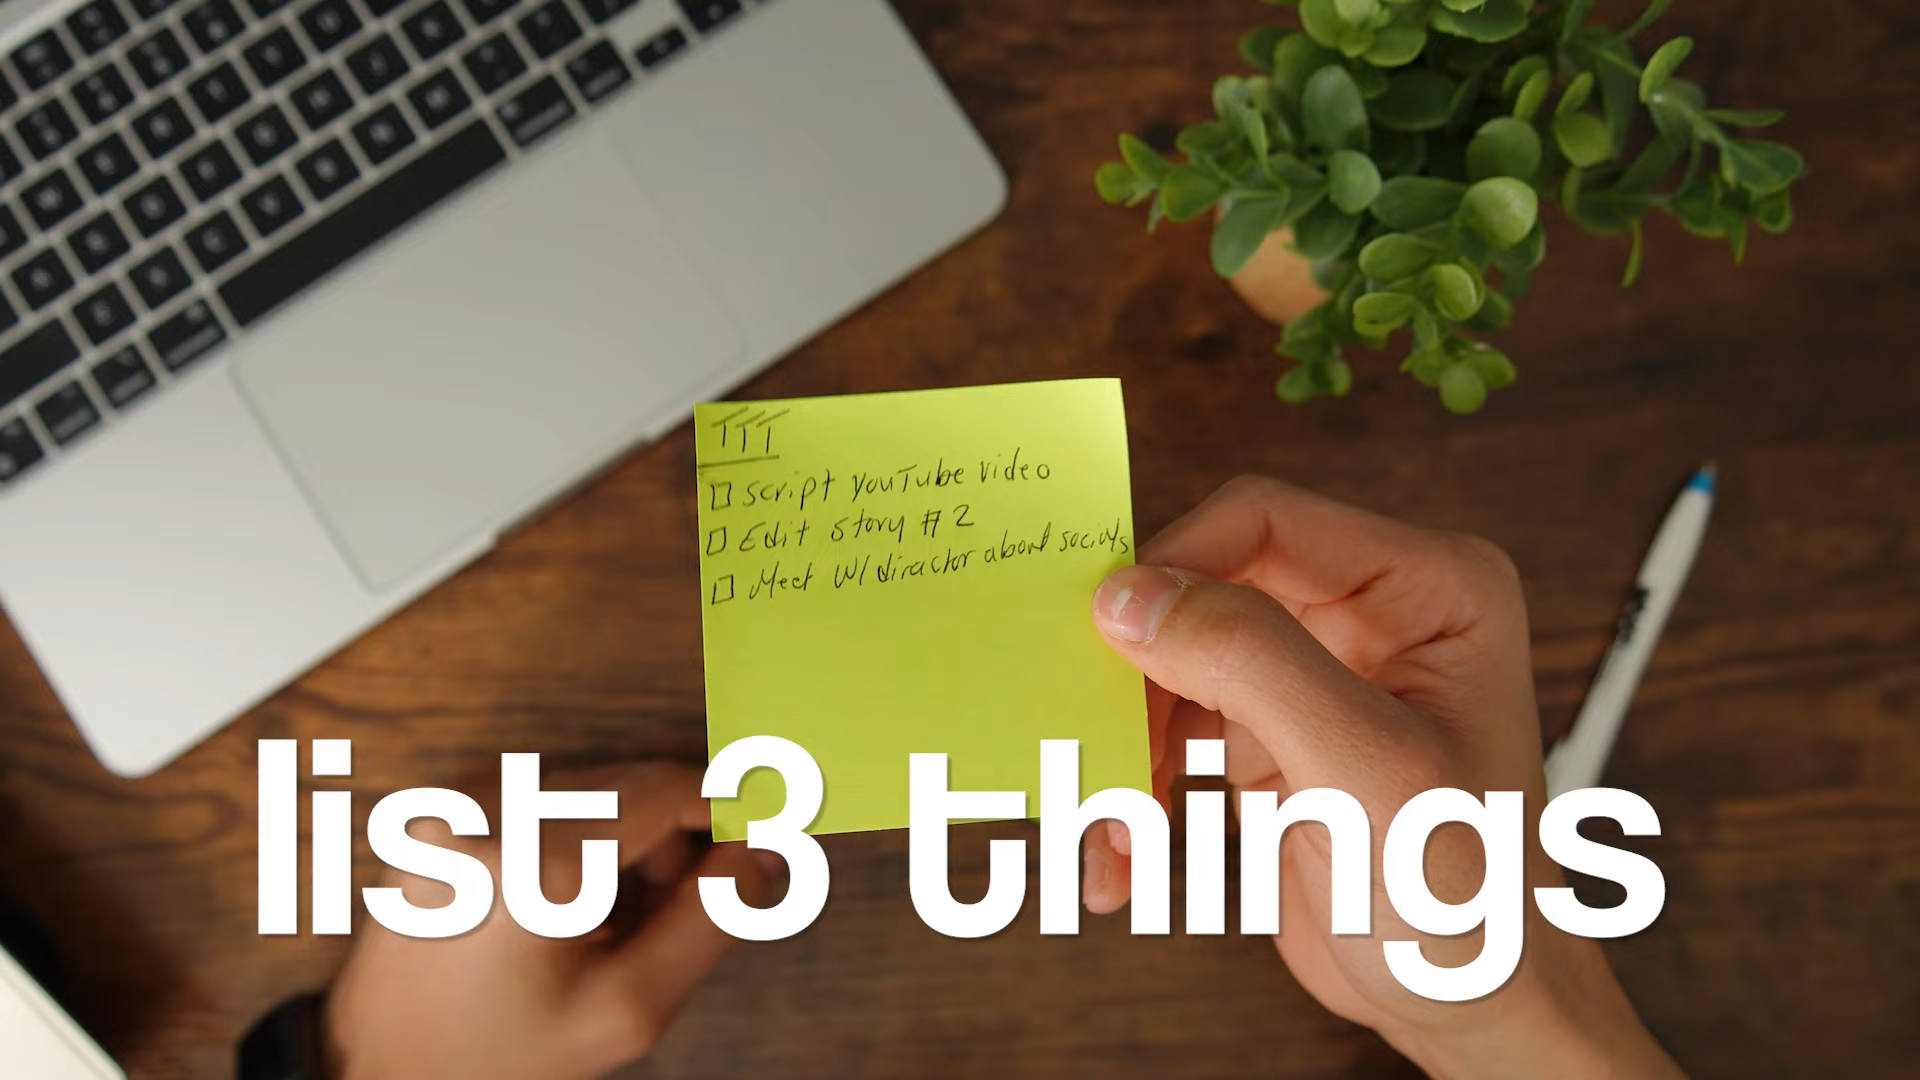 TTT
Script YouTube video
Edit Story #2
Meet w/ director about socials
list 3 things